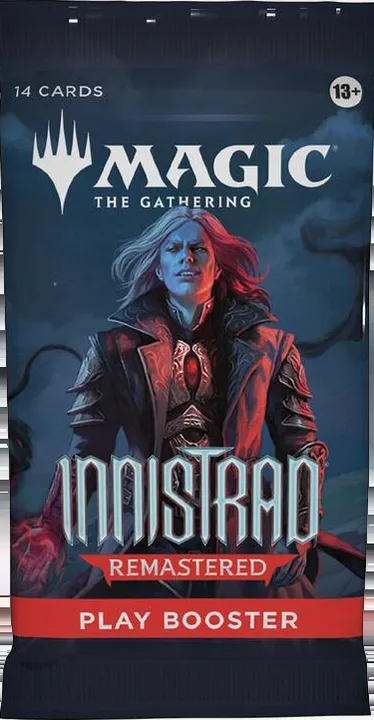 14 CARDS
13+
MAGIC
THE GATHERING
INNISTRAD
REMASTERED
PLAY BOOSTER